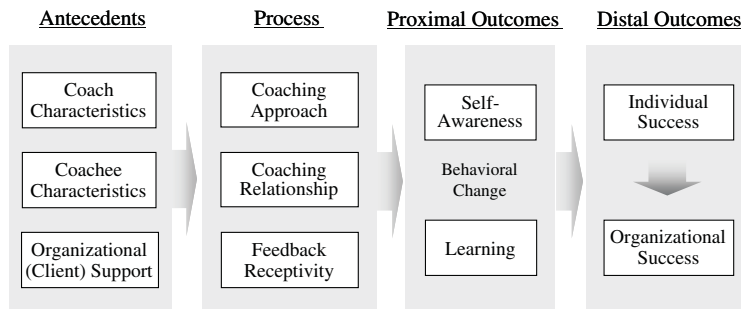 Antecedents
Process
Proximal Outcomes
Distal Outcomes
Coach
Characteristics
Coachee
Characteristics
Organizational
(Client) Support
Coaching
Approach
Coaching
Relationship
Feedback
Receptivity
Self-
Awareness
Behavioral
Change
Learning
Individual
Success
Organizational
Success